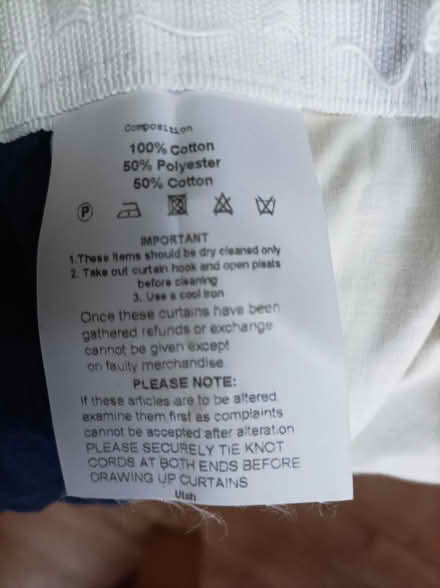 Composition
100% Cotton
50% Polyester
50% Cotton
P
IMPORTANT
1.These items should be dry cleaned only
2. Take out curtain hook and open pleats
before cleaning
3. Use a cool iron
Once these curtains have been
gathered refunds or exchange
cannot be given except
on faulty merchandise
PLEASE NOTE:
If these articles are to be altered
examine them first as complaints
cannot be accepted after alteration
PLEASE SECURELY TIE KNOT
CORDS AT BOTH ENDS BEFORE
DRAWING UP CURTAINS
Utah